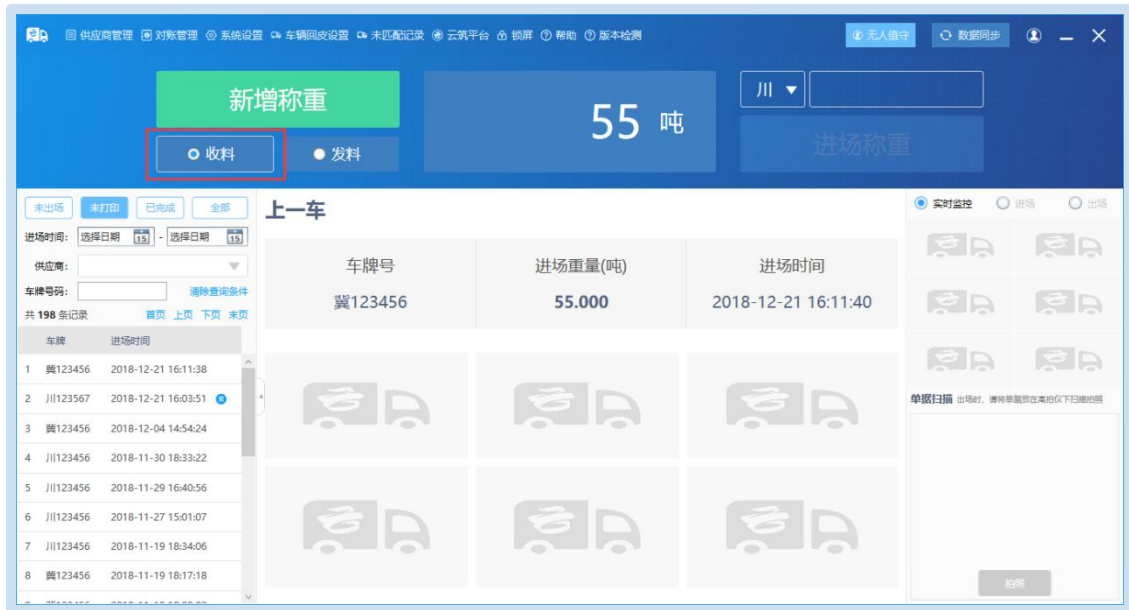 供应商管理 对账管理 系统设置 车辆回皮设置 未匹配记录 云筑平台 锁屏 帮助 版本检测 无人值守 数据同步
新增称重
收料 发料
55 吨
川
进场称重
未出场 未打印 已完成 全部
进场时间: 选择日期 15 - 选择日期 15
供应商:
车牌号码: 清除查询条件
共 198 条记录 首页 上页 下页 末页
车牌 进场时间
1 冀123456 2018-12-21 16:11:38
2 川123567 2018-12-21 16:03:51
3 冀123456 2018-12-04 14:54:24
4 川123456 2018-11-30 18:33:22
5 川123456 2018-11-29 16:40:56
6 川123456 2018-11-27 15:01:07
7 川123456 2018-11-19 18:34:06
8 冀123456 2018-11-19 18:17:18
上一车
车牌号 进场重量(吨) 进场时间
冀123456 55.000 2018-12-21 16:11:40
实时监控 进场 出场
单据扫描 出场时，请将单据放在高拍仪下扫描拍照
拍照